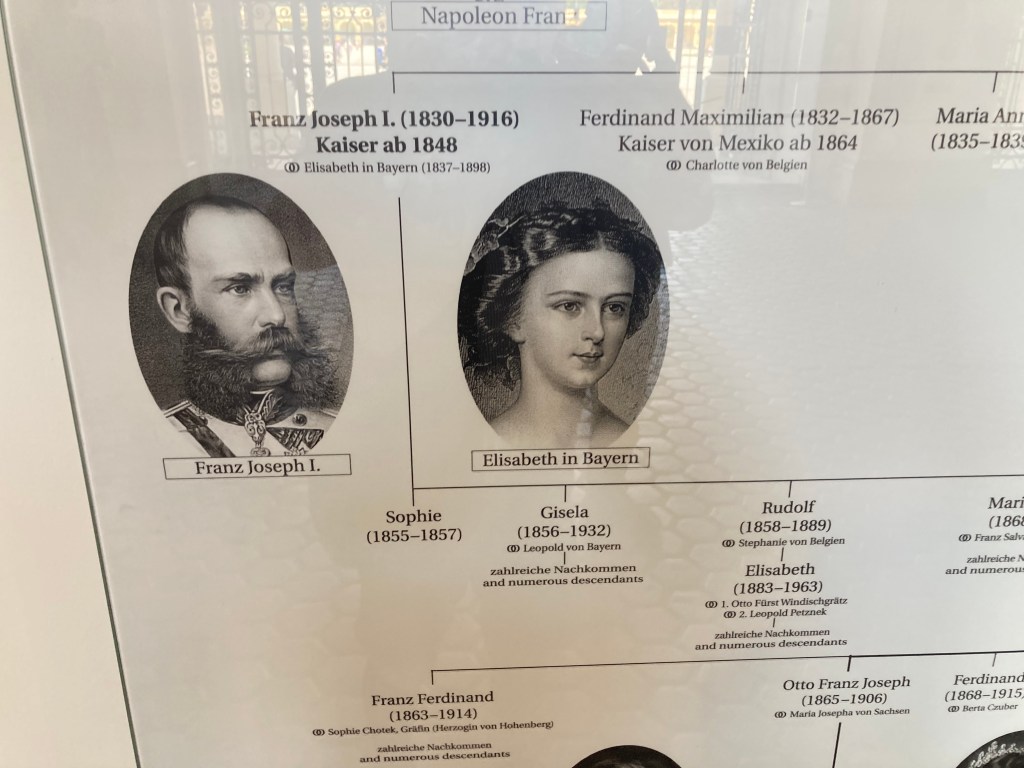 Napoleon Fran
Franz Joseph I. (1830–1916)
Kaiser ab 1848
Elisabeth in Bayern (1837–1898)
Ferdinand Maximilian (1832–1867)
Kaiser von Mexiko ab 1864
Charlotte von Belgien
Maria Ann
(1835–183
Franz Joseph I.
Elisabeth in Bayern
Sophie
(1855–1857)
Gisela
(1856–1932)
Leopold von Bayern
zahlreiche Nachkommen
and numerous descendants
Rudolf
(1858–1889)
Stephanie von Belgien
Elisabeth
(1883–1963)
1. Otto Fürst Windischgrätz
2. Leopold Petznek
zahlreiche Nachkommen
and numerous descendants
Mari
(1868
Franz Salv
zahlreiche N
and numerous
Franz Ferdinand
(1863–1914)
Sophie Chotek, Gräfin (Herzogin von Hohenberg)
zahlreiche Nachkommen
and numerous descendants
Otto Franz Joseph
(1865–1906)
Maria Josepha von Sachsen
Ferdinand
(1868–1915)
Berta Czuber